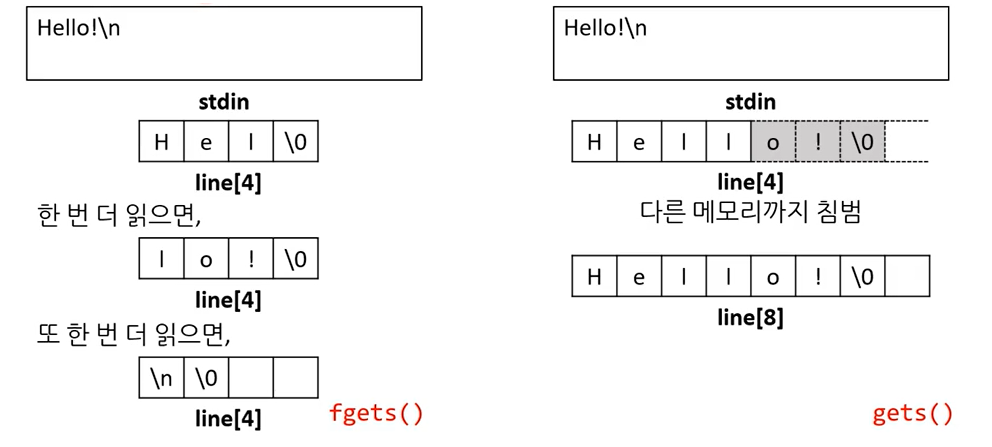 Hello!\n
stdin
H e l \0
line[4]
한 번 더 읽으면,
l o ! \0
line[4]
또 한 번 더 읽으면,
\n \0
line[4]
fgets()
Hello!\n
stdin
H e l l o ! \0
line[4]
다른 메모리까지 침범
H e l l o ! \0
line[8]
gets()